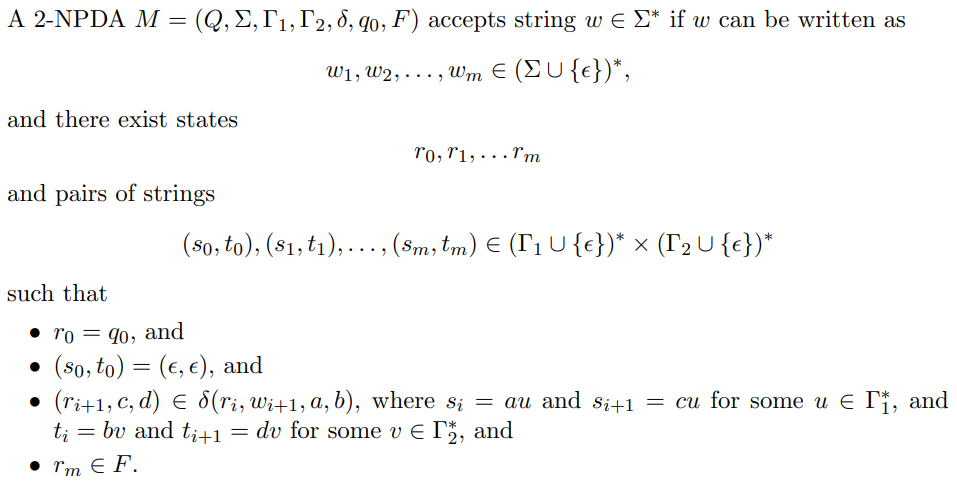 A 2-NPDA M = (Q, Σ, Γ₁, Γ₂, δ, q₀, F) accepts string w ∈ Σ* if w can be written as
w₁, w₂, . . . , wₘ ∈ (Σ ∪ {ϵ})*,
and there exist states
r₀, r₁, . . . rₘ
and pairs of strings
(s₀, t₀), (s₁, t₁), . . . , (sₘ, tₘ) ∈ (Γ₁ ∪ {ϵ})* × (Γ₂ ∪ {ϵ})*
such that
• r₀ = q₀, and
• (s₀, t₀) = (ϵ, ϵ), and
• (rᵢ₊₁, c, d) ∈ δ(rᵢ, wᵢ₊₁, a, b), where sᵢ = au and sᵢ₊₁ = cu for some u ∈ Γ₁*, and
tᵢ = bv and tᵢ₊₁ = dv for some v ∈ Γ₂*, and
• rₘ ∈ F.